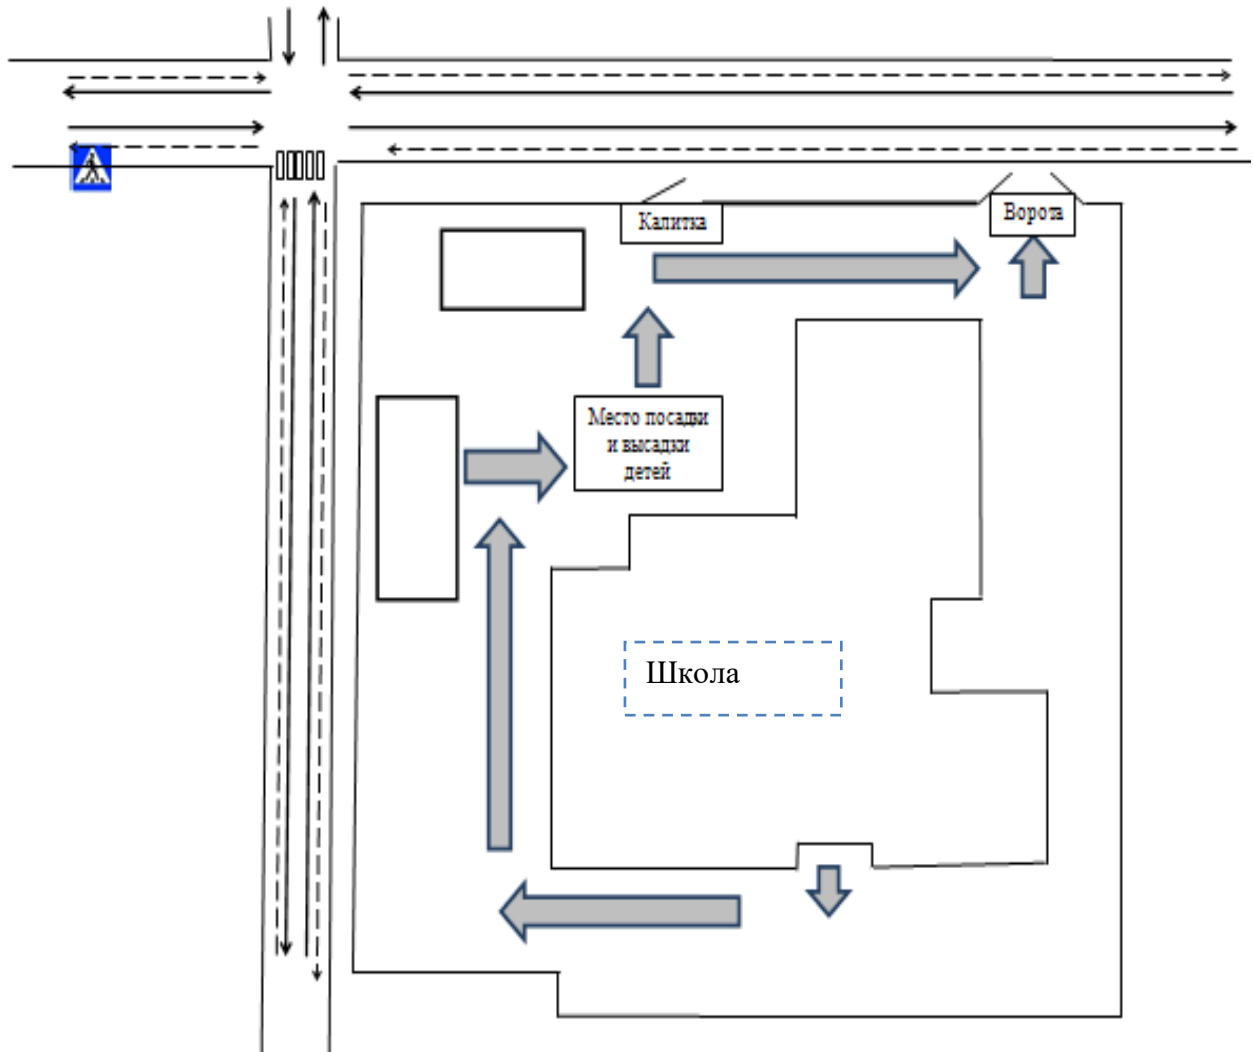 Калитка
Ворота
Место посадки
и высадки
детей
Школа